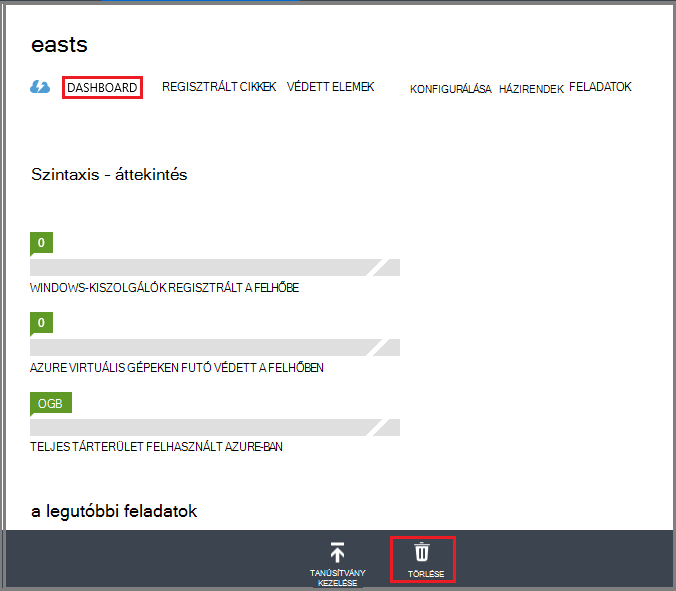 easts
DASHBOARD REGISZTRÁLT CIKKEK VÉDETT ELEMEK KONFIGURÁLÁSA HÁZIRENDEK FELADATOK
Szintaxis - áttekintés
0
WINDOWS-KISZOLGÁLÓK REGISZTRÁLT A FELHŐBE
0
AZURE VIRTUÁLIS GÉPEKEN FUTÓ VÉDETT A FELHŐBEN
OGB
TELJES TÁRTERÜLET FELHASZNÁLT AZURE-BAN
a legutóbbi feladatok
TANÚSÍTVÁNY
KEZELÉSE
TÖRLÉSE